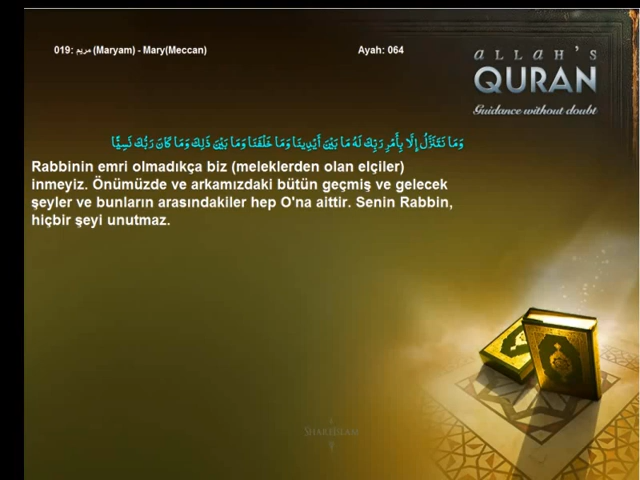 019: مريم (Maryam) - Mary(Meccan)
Ayah: 064
ALLAH'S
QURAN
Guidance without doubt
وَمَا نَتَنَزَّلُ إِلَّا بِأَمْرِ رَبِّكَ لَهُ مَا بَيْنَ أَيْدِينَا وَمَا خَلْفَنَا وَمَا بَيْنَ ذَلِكَ وَمَا كَانَ رَبُّكَ نَسِيًّا
Rabbinin emri olmadıkça biz (meleklerden olan elçiler)
inmeyiz. Önümüzde ve arkamızdaki bütün geçmiş ve gelecek
şeyler ve bunların arasındakiler hep O'na aittir. Senin Rabbin,
hiçbir şeyi unutmaz.
SHAREISLAM